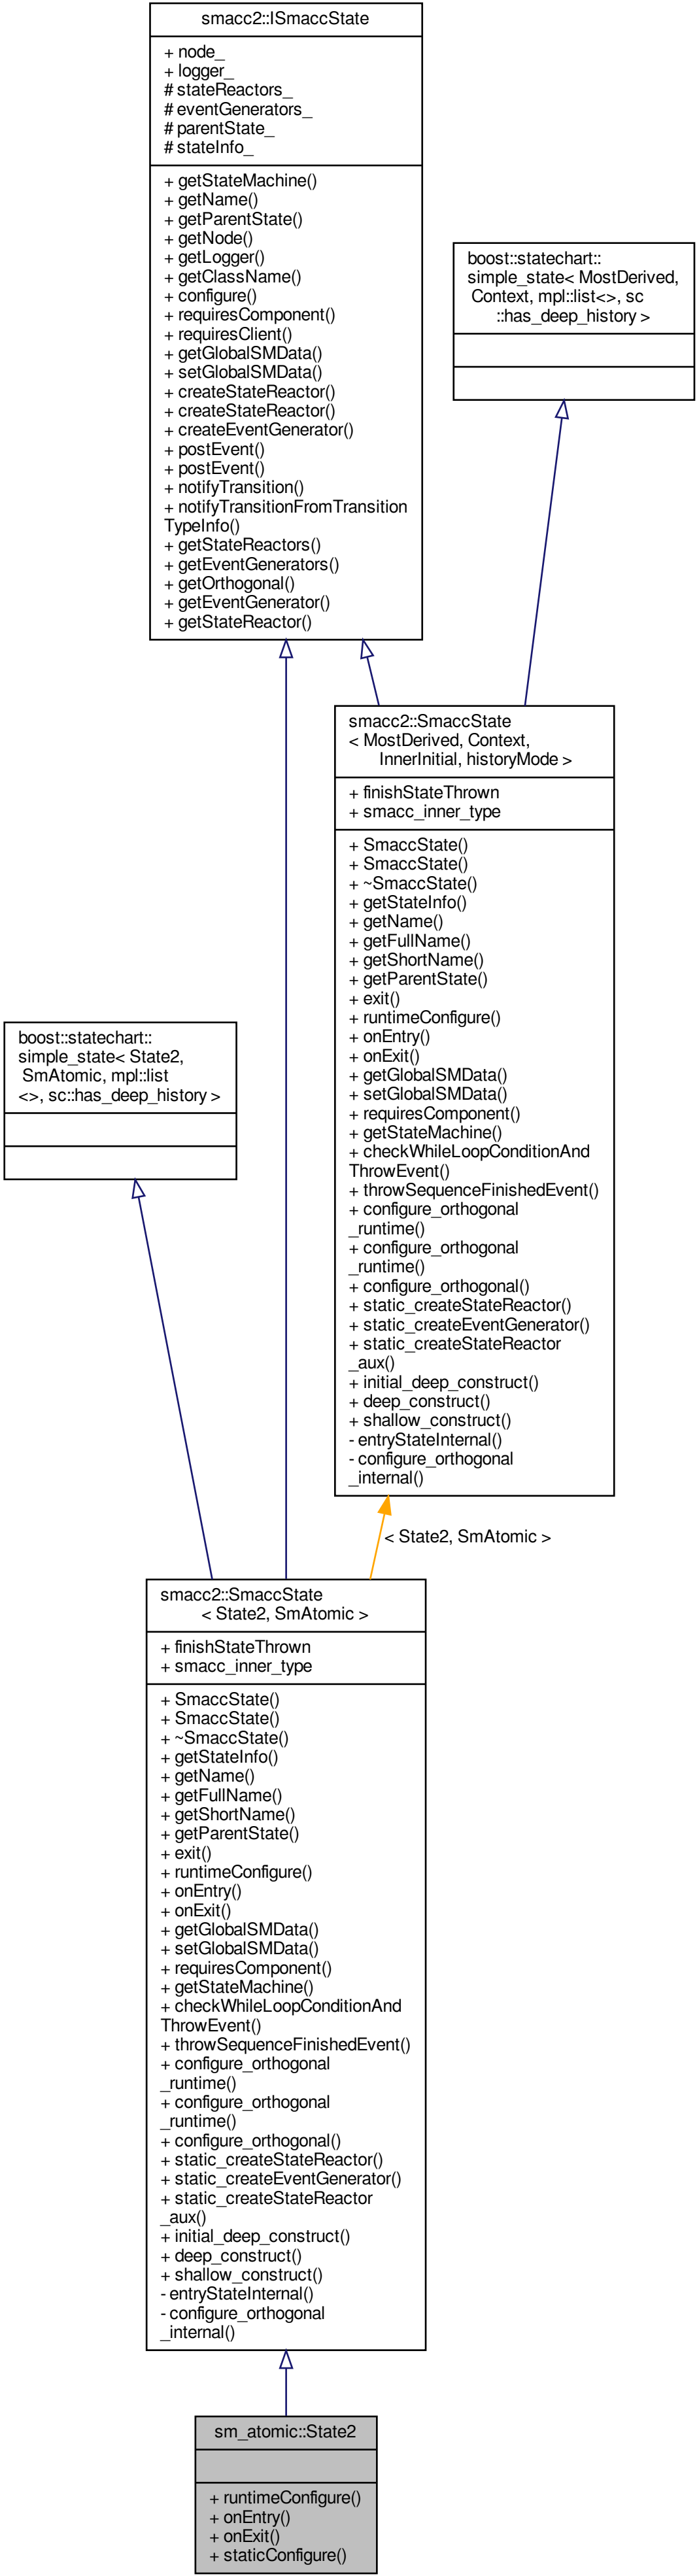 smacc2::ISmaccState
+ node_
+ logger_
# stateReactors_
# eventGenerators_
# parentState_
# stateInfo_
+ getStateMachine()
+ getName()
+ getParentState()
+ getNode()
+ getLogger()
+ getClassName()
+ configure()
+ requiresComponent()
+ requiresClient()
+ getGlobalSMData()
+ setGlobalSMData()
+ createStateReactor()
+ createStateReactor()
+ createEventGenerator()
+ postEvent()
+ postEvent()
+ notifyTransition()
+ notifyTransitionFromTransition
TypeInfo()
+ getStateReactors()
+ getEventGenerators()
+ getOrthogonal()
+ getEventGenerator()
+ getStateReactor()
boost::statechart::
simple_state< MostDerived,
Context, mpl::list<>, sc
::has_deep_history >
smacc2::SmaccState
< MostDerived, Context,
InnerInitial, historyMode >
+ finishStateThrown
+ smacc_inner_type
+ SmaccState()
+ SmaccState()
+ ~SmaccState()
+ getStateInfo()
+ getName()
+ getFullName()
+ getShortName()
+ getParentState()
+ exit()
+ runtimeConfigure()
+ onEntry()
+ onExit()
+ getGlobalSMData()
+ setGlobalSMData()
+ requiresComponent()
+ getStateMachine()
+ checkWhileLoopConditionAnd
ThrowEvent()
+ throwSequenceFinishedEvent()
+ configure_orthogonal
_runtime()
+ configure_orthogonal
_runtime()
+ configure_orthogonal()
+ static_createStateReactor()
+ static_createEventGenerator()
+ static_createStateReactor
_aux()
+ initial_deep_construct()
+ deep_construct()
+ shallow_construct()
- entryStateInternal()
- configure_orthogonal
_internal()
boost::statechart::
simple_state< State2,
SmAtomic, mpl::list
<>, sc::has_deep_history >
< State2, SmAtomic >
smacc2::SmaccState
< State2, SmAtomic >
+ finishStateThrown
+ smacc_inner_type
+ SmaccState()
+ SmaccState()
+ ~SmaccState()
+ getStateInfo()
+ getName()
+ getFullName()
+ getShortName()
+ getParentState()
+ exit()
+ runtimeConfigure()
+ onEntry()
+ onExit()
+ getGlobalSMData()
+ setGlobalSMData()
+ requiresComponent()
+ getStateMachine()
+ checkWhileLoopConditionAnd
ThrowEvent()
+ throwSequenceFinishedEvent()
+ configure_orthogonal
_runtime()
+ configure_orthogonal
_runtime()
+ configure_orthogonal()
+ static_createStateReactor()
+ static_createEventGenerator()
+ static_createStateReactor
_aux()
+ initial_deep_construct()
+ deep_construct()
+ shallow_construct()
- entryStateInternal()
- configure_orthogonal
_internal()
sm_atomic::State2
+ runtimeConfigure()
+ onEntry()
+ onExit()
+ staticConfigure()